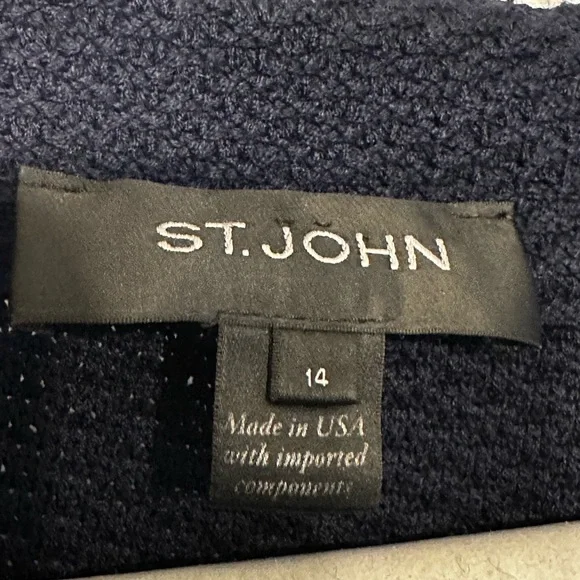 ST. JOHN
14
Made in USA
with imported
components